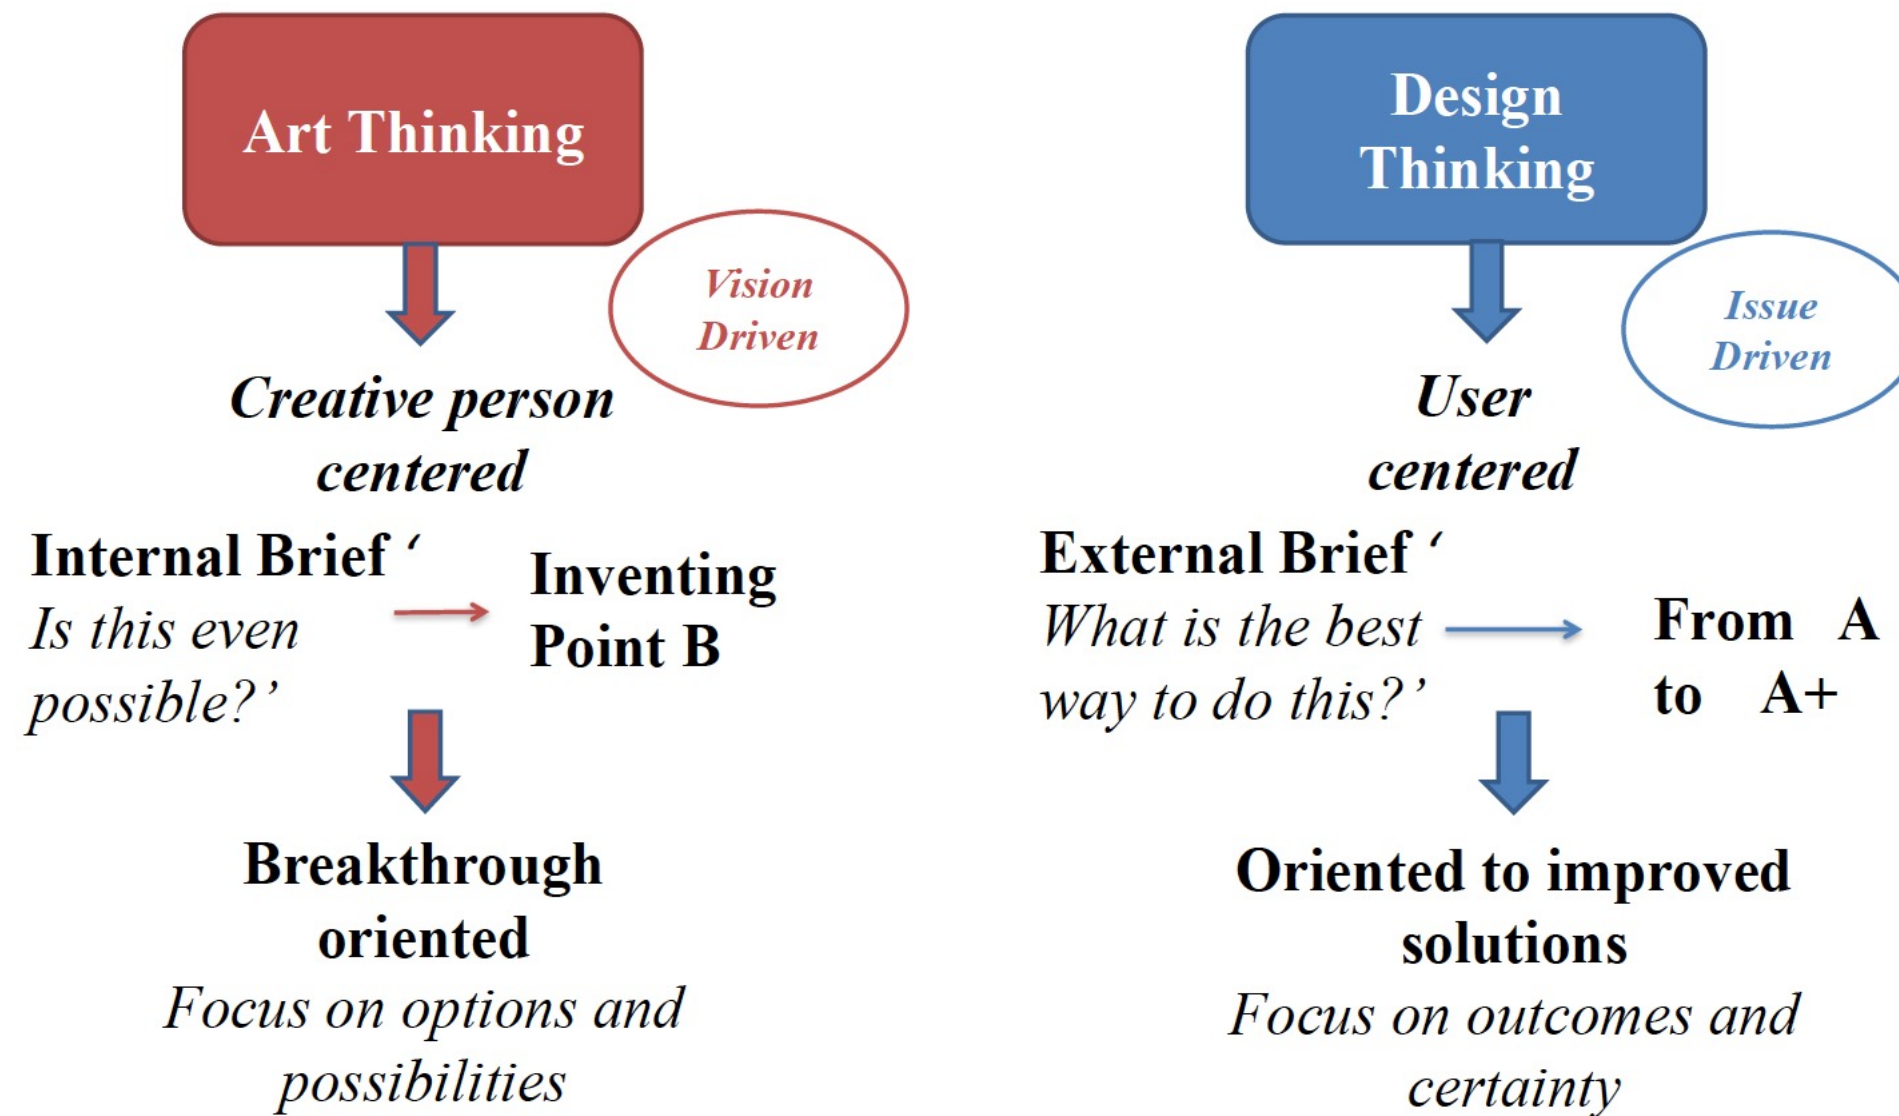 Art Thinking
Vision
Driven
Creative person
centered
Internal Brief ‘
Is this even
possible?’
Inventing
Point B
Breakthrough
oriented
Focus on options and
possibilities
Design
Thinking
Issue
Driven
User
centered
External Brief ‘
What is the best
way to do this?’
From A
to A+
Oriented to improved
solutions
Focus on outcomes and
certainty